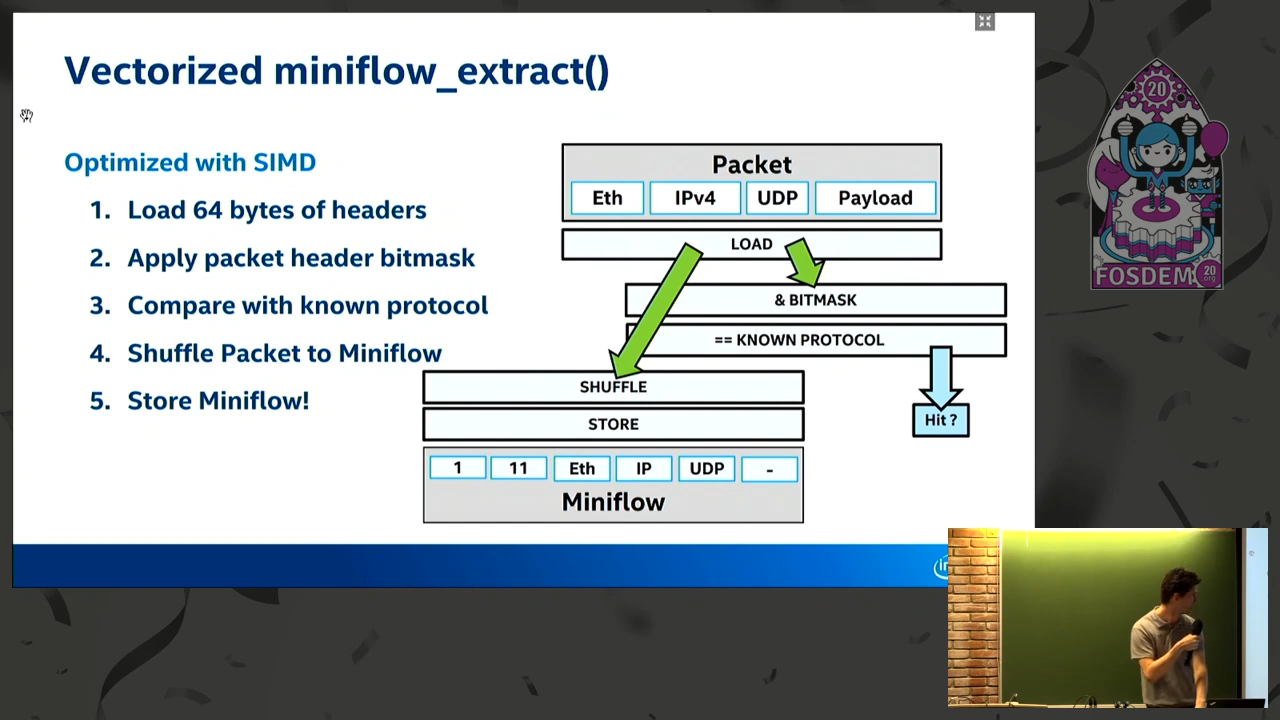 Vectorized miniflow_extract()
Optimized with SIMD
1. Load 64 bytes of headers
2. Apply packet header bitmask
3. Compare with known protocol
4. Shuffle Packet to Miniflow
5. Store Miniflow!
Packet
Eth IPv4 UDP Payload
LOAD
& BITMASK
== KNOWN PROTOCOL
SHUFFLE
STORE
Hit ?
1 11 Eth IP UDP -
Miniflow
20
FOSDEM 20
.org